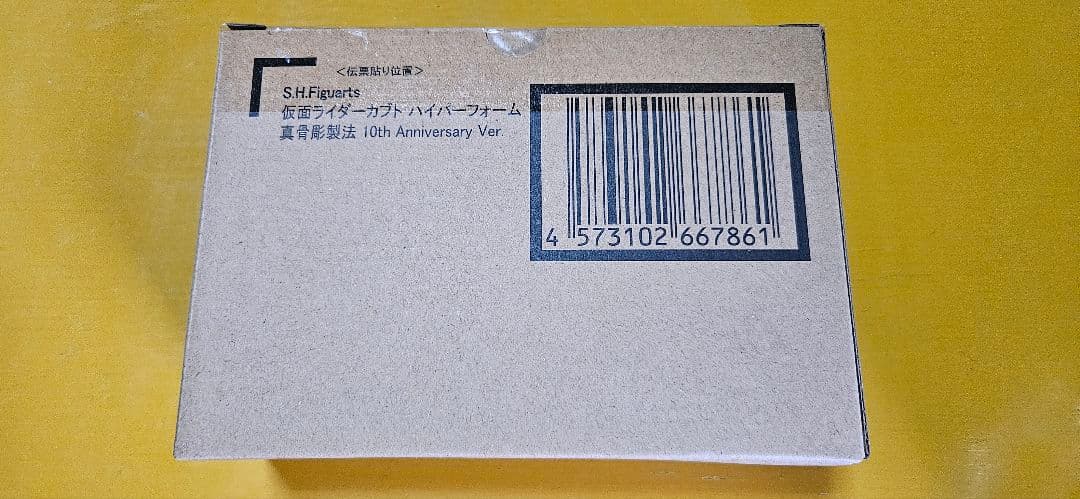 <伝票貼り位置>
S.H.Figuarts
仮面ライダーカブト ハイパーフォーム
真骨彫製法 10th Anniversary Ver.
4 573102 667861